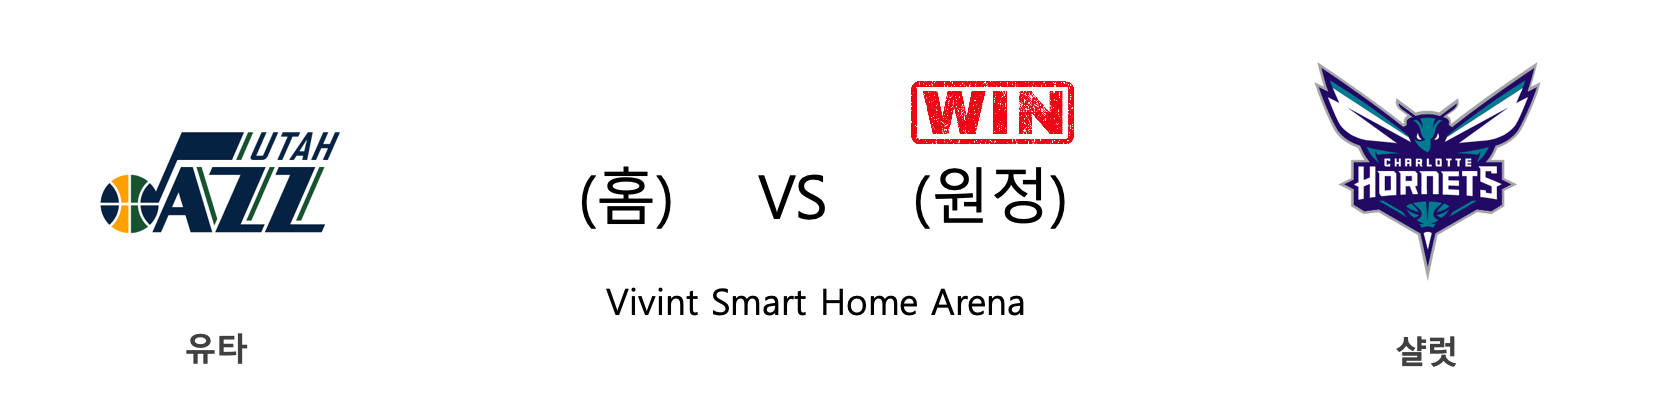 UTAH
JAZZ
유타
WIN
(홈) VS (원정)
Vivint Smart Home Arena
CHARLOTTE
HORNETS
샬럿